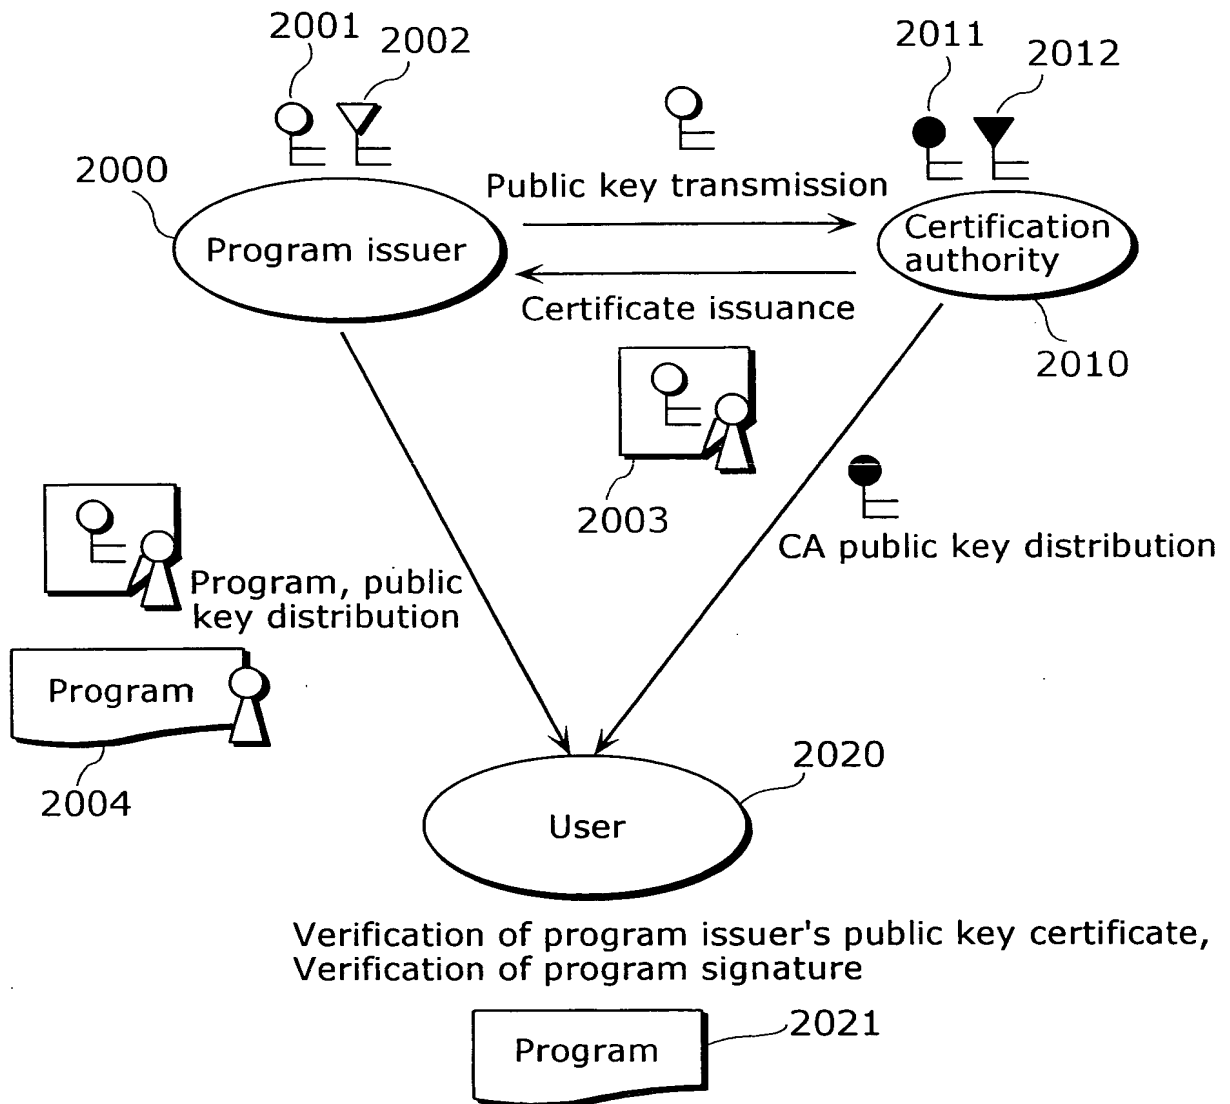 2001
2002
2011
2012
2000
Public key transmission
Program issuer
Certification
authority
Certificate issuance
2010
2003
CA public key distribution
Program, public
key distribution
Program
2004
2020
User
Verification of program issuer's public key certificate,
Verification of program signature
2021
Program